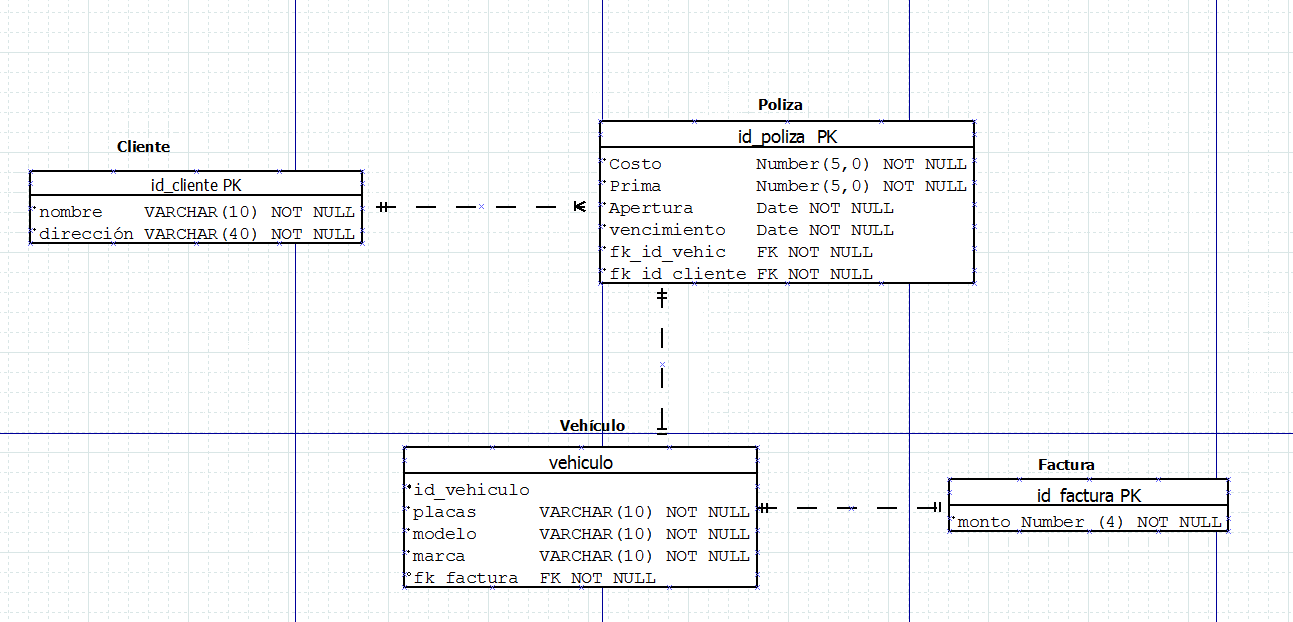 Cliente
id_cliente PK
nombre VARCHAR(10) NOT NULL
dirección VARCHAR(40) NOT NULL
Poliza
id_poliza PK
Costo Number(5,0) NOT NULL
Prima Number(5,0) NOT NULL
Apertura Date NOT NULL
vencimiento Date NOT NULL
fk_id_vehic FK NOT NULL
fk_id_cliente FK NOT NULL
Vehículo
vehiculo
id_vehiculo
placas VARCHAR(10) NOT NULL
modelo VARCHAR(10) NOT NULL
marca VARCHAR(10) NOT NULL
fk_factura FK NOT NULL
Factura
id_factura PK
monto Number (4) NOT NULL